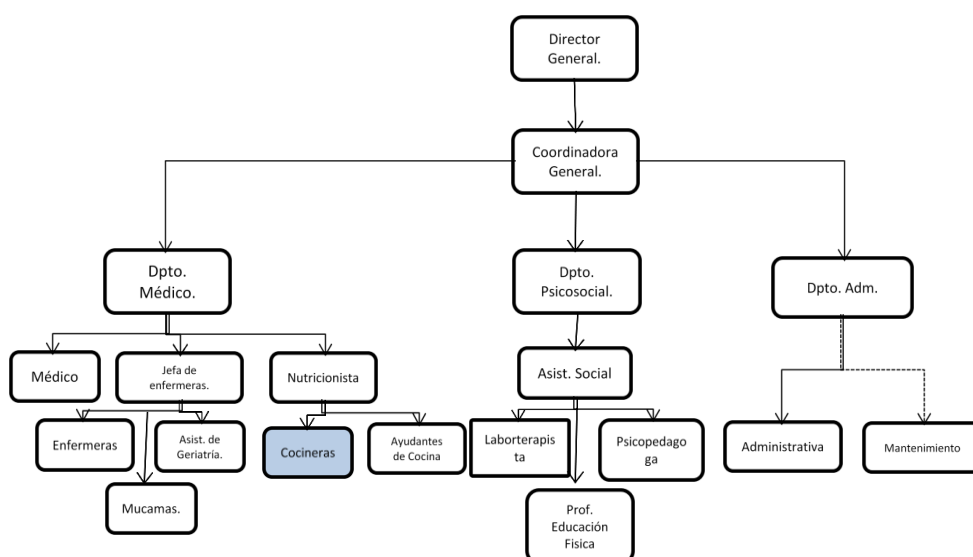 Director
General.
Coordinadora
General.
Dpto.
Médico.
Dpto.
Psicosocial.
Dpto. Adm.
Médico
Jefa de
enfermeras.
Nutricionista
Asist. Social
Enfermeras
Asist. de
Geriatría.
Cocineras
Ayudantes
de Cocina
Laborterapis
ta
Psicopedago
ga
Administrativa
Mantenimiento
Mucamas.
Prof.
Educación
Fisica